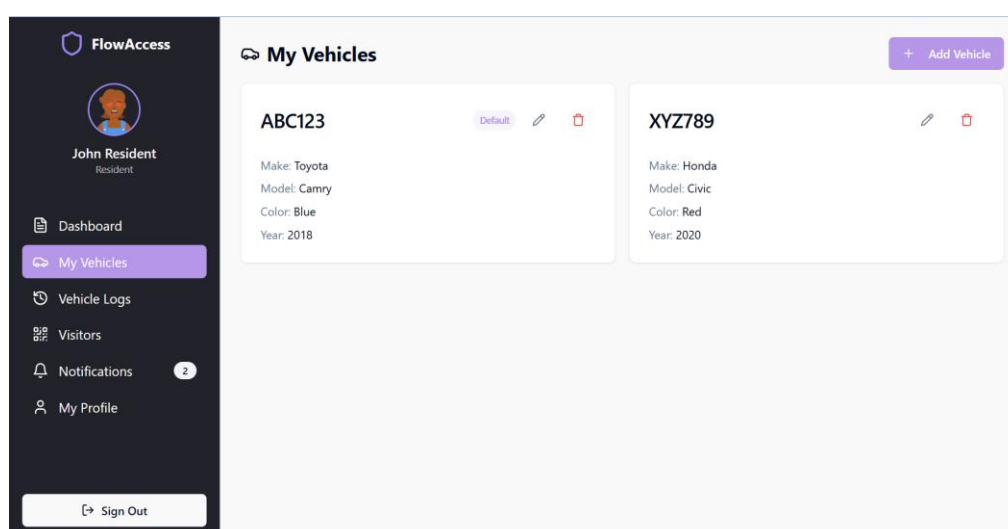 FlowAccess
John Resident
Resident
Dashboard
My Vehicles
Vehicle Logs
Visitors
Notifications 2
My Profile
Sign Out
My Vehicles
+ Add Vehicle
ABC123 Default
Make: Toyota
Model: Camry
Color: Blue
Year: 2018
XYZ789
Make: Honda
Model: Civic
Color: Red
Year: 2020